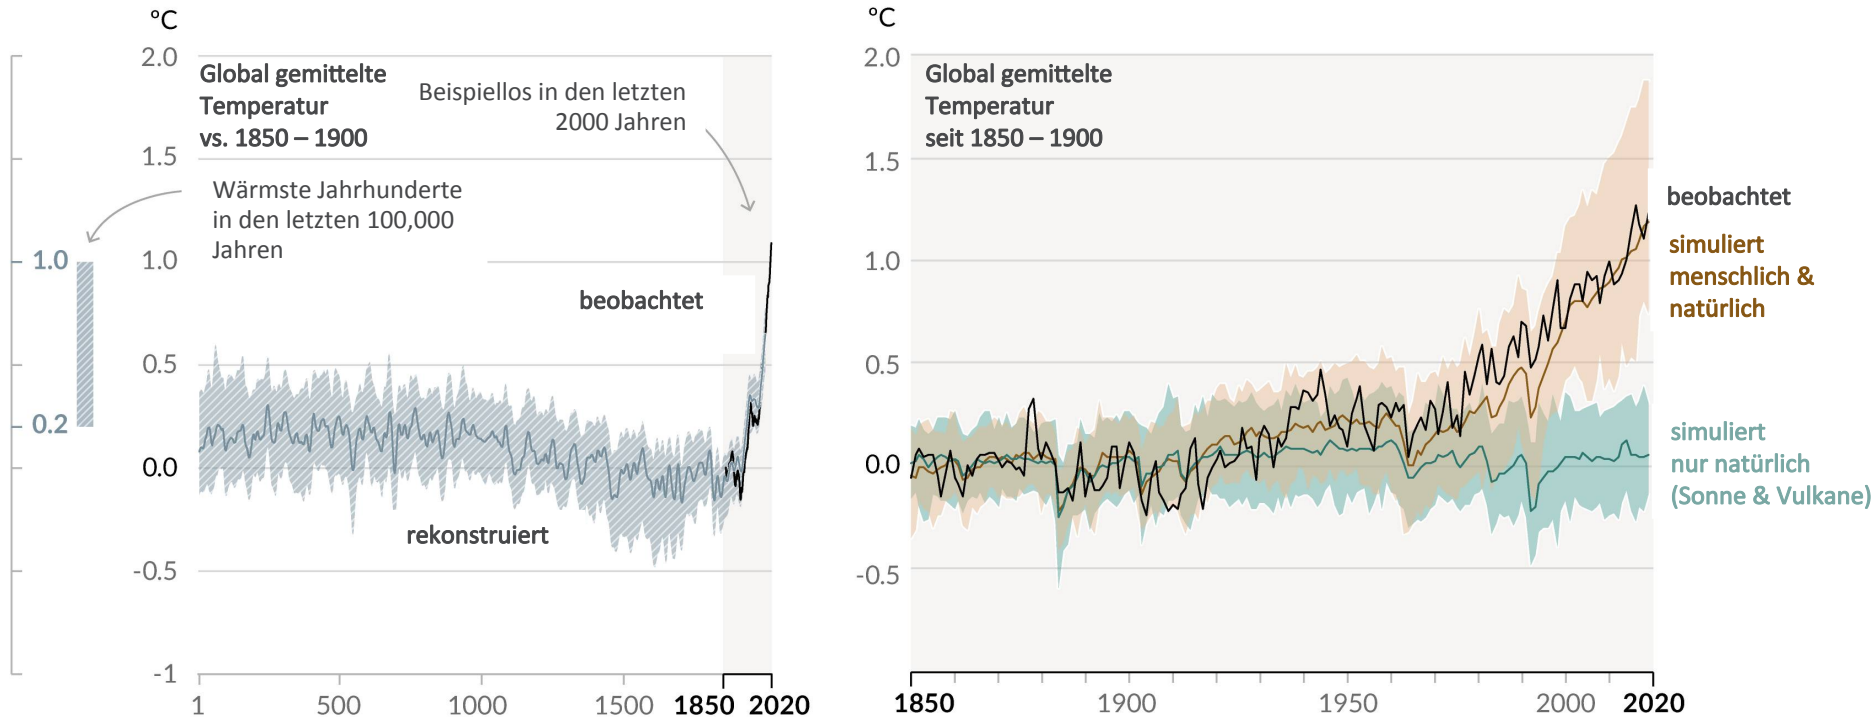 °C
2.0
1.5
1.0
0.5
0.0
-0.5
-1
1.0
0.2
Global gemittelte
Temperatur
vs. 1850 – 1900
Beispiellos in den letzten
2000 Jahren
Wärmste Jahrhunderte
in den letzten 100,000
Jahren
beobachtet
rekonstruiert
1 500 1000 1500 1850 2020
°C
2.0
1.5
1.0
0.5
0.0
-0.5
Global gemittelte
Temperatur
seit 1850 – 1900
beobachtet
simuliert
menschlich &
natürlich
simuliert
nur natürlich
(Sonne & Vulkane)
1850 1900 1950 2000 2020